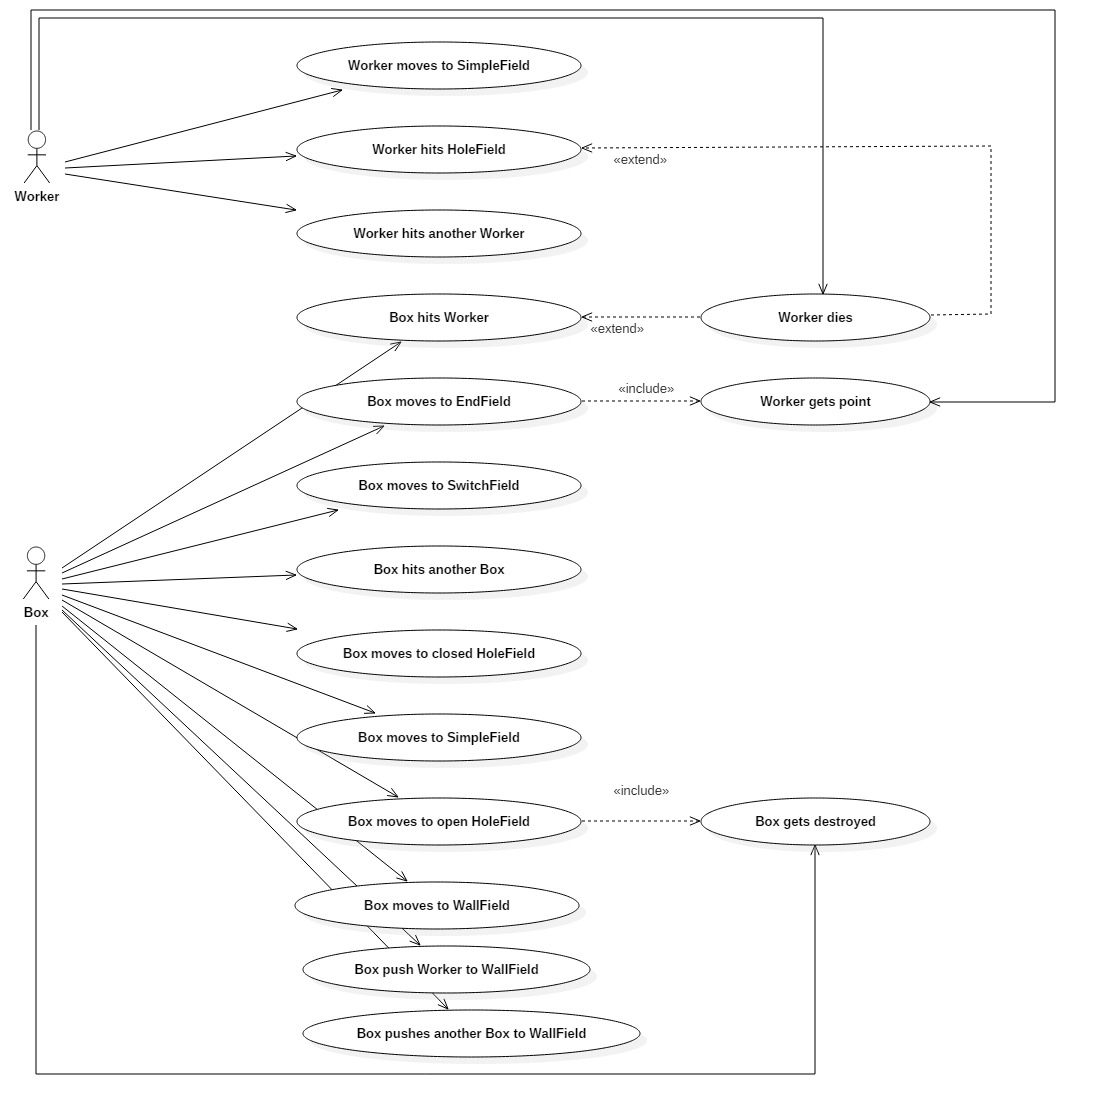 Worker moves to SimpleField
Worker hits HoleField
«extend»
Worker
Worker hits another Worker
Box hits Worker
«extend»
Worker dies
Box moves to EndField
«include»
Worker gets point
Box moves to SwitchField
Box hits another Box
Box
Box moves to closed HoleField
Box moves to SimpleField
Box moves to open HoleField
«include»
Box gets destroyed
Box moves to WallField
Box push Worker to WallField
Box pushes another Box to WallField